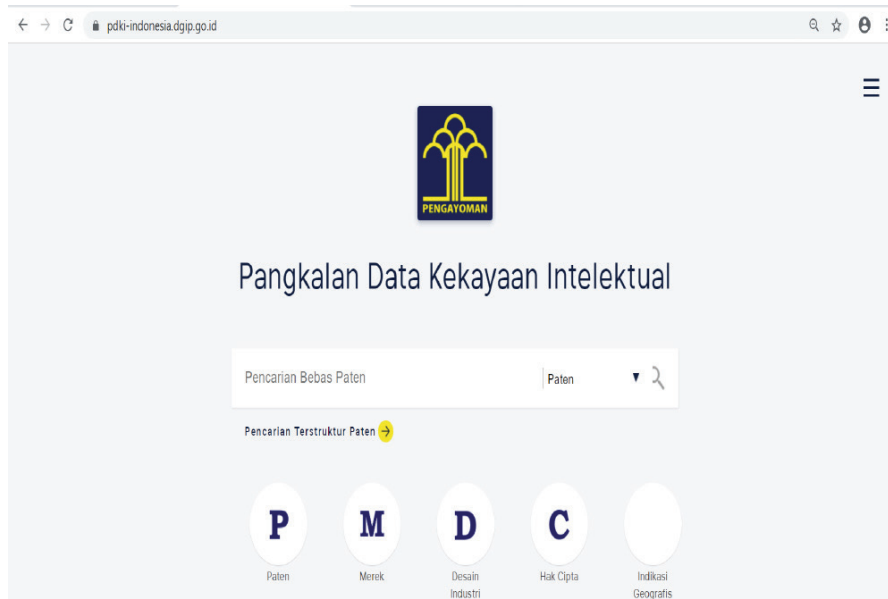 pdki-indonesia.dgip.go.id
PENGAYOMAN
Pangkalan Data Kekayaan Intelektual
Pencarian Bebas Paten
Paten
Pencarian Terstruktur Paten
P M D C
Paten Merek Desain Industri Hak Cipta Indikasi Geografis